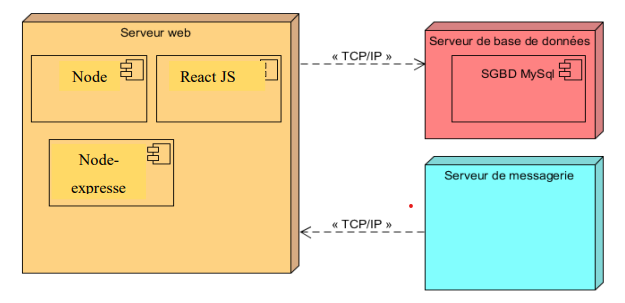 Serveur web
Node
React JS
Node-
expresse
« TCP/IP »
Serveur de base de données
SGBD MySql
Serveur de messagerie
« TCP/IP »